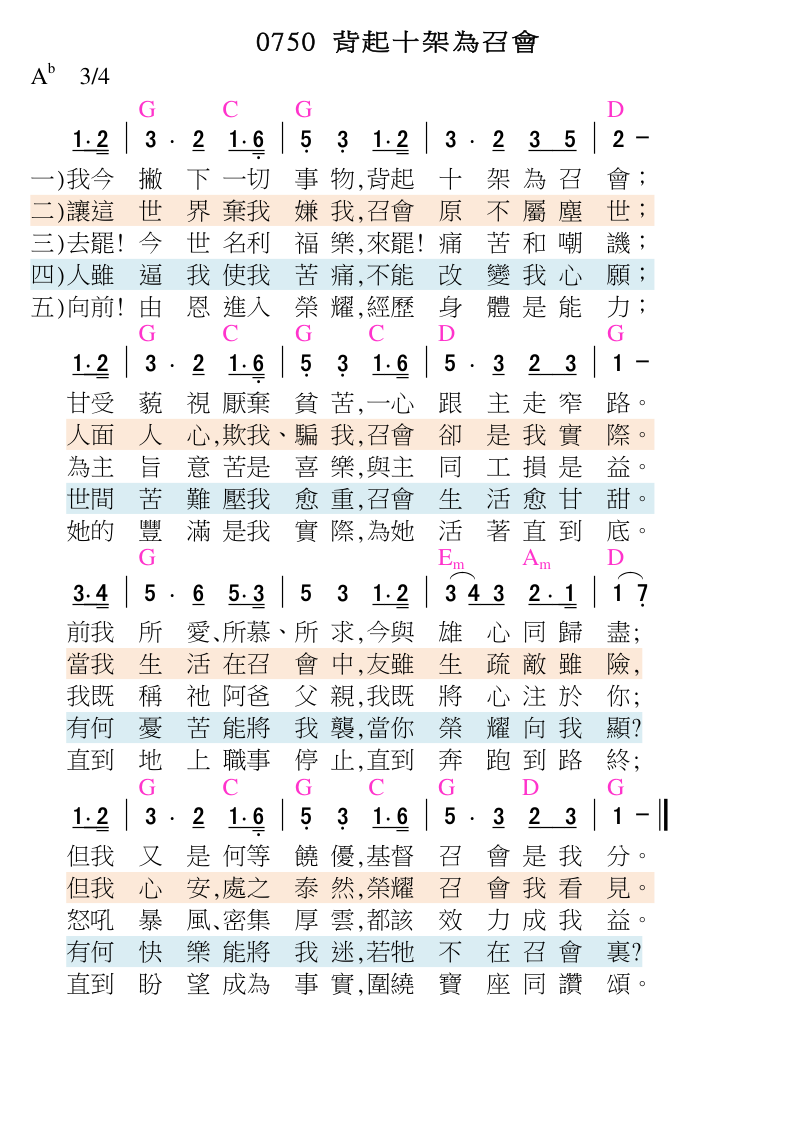 0750 背起十架為召會
A♭ 3/4
G C G D
1·2 | 3 · 2 1·6 | 5 3 1·2 | 3 · 2 3 5 | 2 –
一)我今 撇 下 一切 事 物,背起 十 架 為 召 會；
二)讓這 世 界 棄我 嫌 我,召會 原 不 屬 塵 世；
三)去罷! 今 世 名利 福 樂,來罷! 痛 苦 和 嘲 譏；
四)人雖 逼 我 使我 苦 痛,不能 改 變 我 心 願；
五)向前! 由 恩 進入 榮 耀,經歷 身 體 是 能 力；
G C G C D G
1·2 | 3 · 2 1·6 | 5 3 1·6 | 5 · 3 2 3 | 1 –
甘受 藐 視 厭棄 貧 苦,一心 跟 主 走 窄 路。
人面 人 心,欺我、騙 我,召會 卻 是 我 實 際。
為主 旨 意 苦是 喜 樂,與主 同 工 損 是 益。
世間 苦 難 壓我 愈 重,召會 生 活 愈 甘 甜。
她的 豐 滿 是我 實 際,為她 活 著 直 到 底。
G Em Am D
3·4 | 5 · 6 5·3 | 5 3 1·2 | 3 4 3 2 · 1 | 1 7
前我 所 愛、所慕、所 求,今與 雄 心 同 歸 盡;
當我 生 活 在召 會 中,友雖 生 疏 敵 雖 險,
我既 稱 祂 阿爸 父 親,我既 將 心 注 於 你;
有何 憂 苦 能將 我 襲,當你 榮 耀 向 我 顯?
直到 地 上 職事 停 止,直到 奔 跑 到 路 終;
G C G C G D G
1·2 | 3 · 2 1·6 | 5 3 1·6 | 5 · 3 2 3 | 1 –
但我 又 是 何等 饒 優,基督 召 會 是 我 分。
但我 心 安,處之 泰 然,榮耀 召 會 我 看 見。
怒吼 暴 風、密集 厚 雲,都該 效 力 成 我 益。
有何 快 樂 能將 我 迷,若牠 不 在 召 會 裏?
直到 盼 望 成為 事 實,圍繞 寶 座 同 讚 頌。